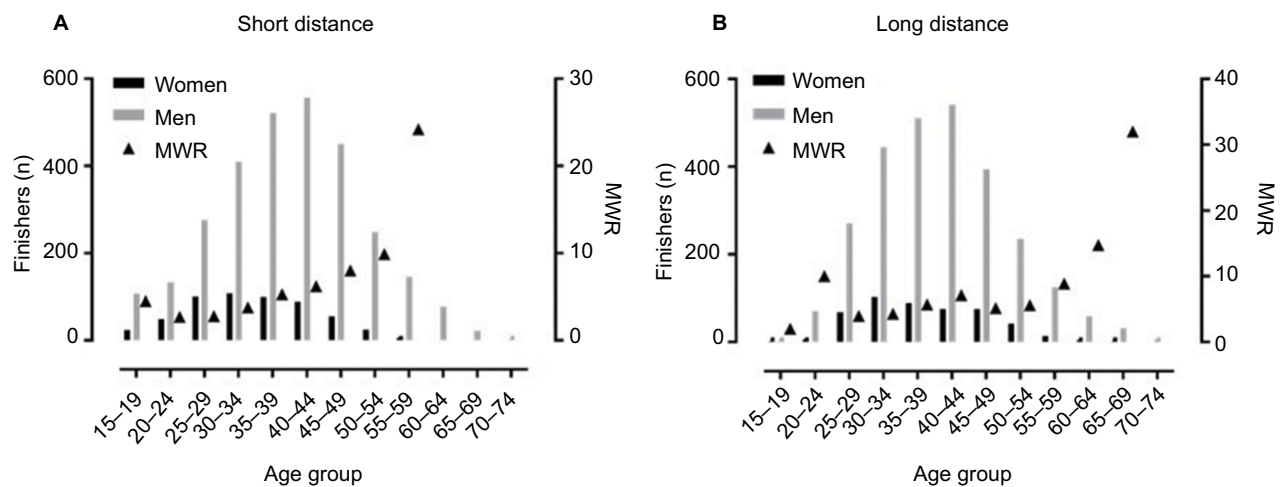 A
Short distance
600
400
200
0
Finishers (n)
Women
Men
MWR
30
20
10
0
MWR
15–19
20–24
25–29
30–34
35–39
40–44
45–49
50–54
55–59
60–64
65–69
70–74
Age group
B
Long distance
600
400
200
0
Finishers (n)
Women
Men
MWR
40
30
20
10
0
MWR
15–19
20–24
25–29
30–34
35–39
40–44
45–49
50–54
55–59
60–64
65–69
70–74
Age group